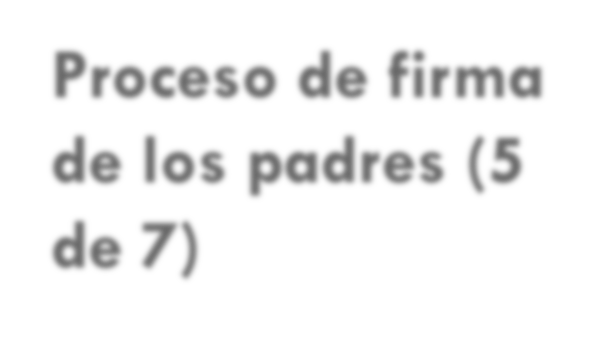 Proceso de firma
de los padres (5
de 7)